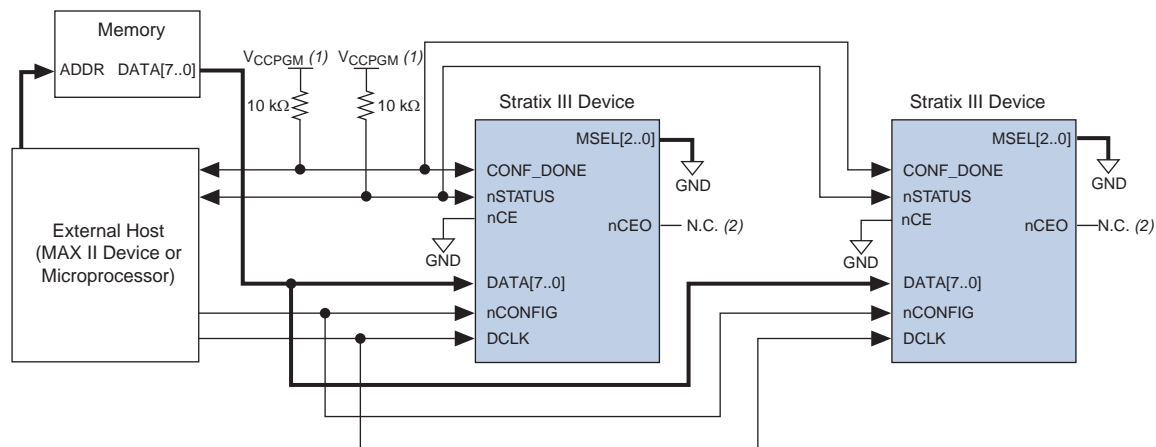 Memory
ADDR DATA[7..0]
VCCPGM (1) VCCPGM (1)
10 kΩ 10 kΩ
Stratix III Device
Stratix III Device
MSEL[2..0]
GND
CONF_DONE
nSTATUS
nCE
GND
nCEO
N.C. (2)
DATA[7..0]
nCONFIG
DCLK
MSEL[2..0]
GND
CONF_DONE
nSTATUS
nCE
GND
nCEO
N.C. (2)
DATA[7..0]
nCONFIG
DCLK
External Host
(MAX II Device or
Microprocessor)